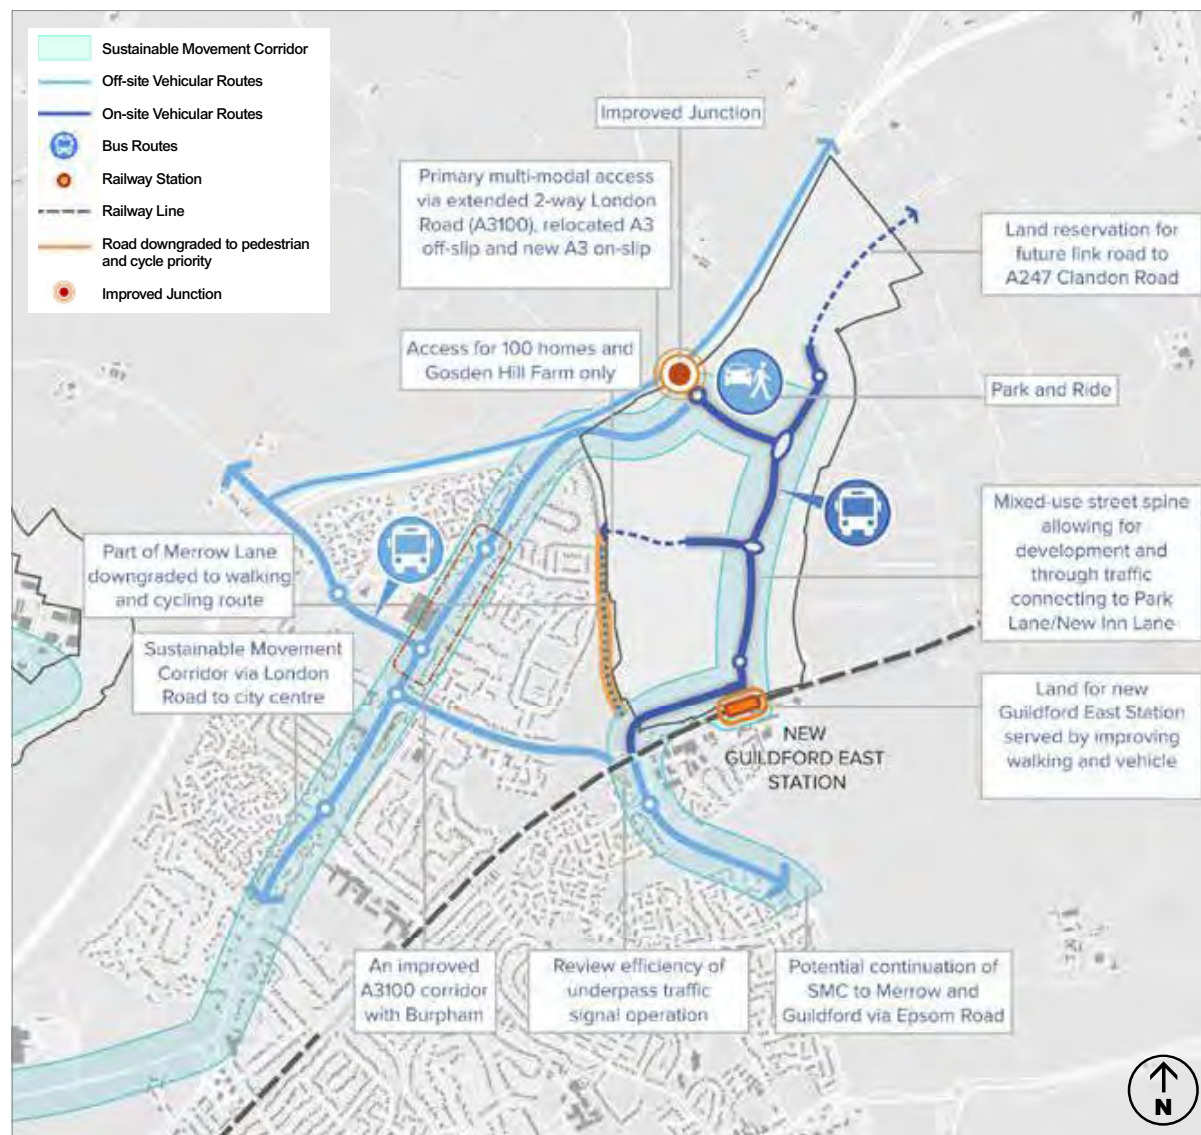 Sustainable Movement Corridor
Off-site Vehicular Routes
On-site Vehicular Routes
Bus Routes
Railway Station
Railway Line
Road downgraded to pedestrian
and cycle priority
Improved Junction
Improved Junction
Primary multi-modal access
via extended 2-way London
Road (A3100), relocated A3
off-slip and new A3 on-slip
Land reservation for
future link road to
A247 Clandon Road
Access for 100 homes and
Gosden Hill Farm only
Park and Ride
Mixed-use street spine
allowing for
development and
through traffic
connecting to Park
Lane/New Inn Lane
Part of Merrow Lane
downgraded to walking
and cycling route
Sustainable Movement
Corridor via London
Road to city centre
Land for new
Guildford East Station
served by improving
walking and vehicle
NEW
GUILDFORD EAST
STATION
An improved
A3100 corridor
with Burpham
Review efficiency of
underpass traffic
signal operation
Potential continuation of
SMC to Merrow and
Guildford via Epsom Road
N